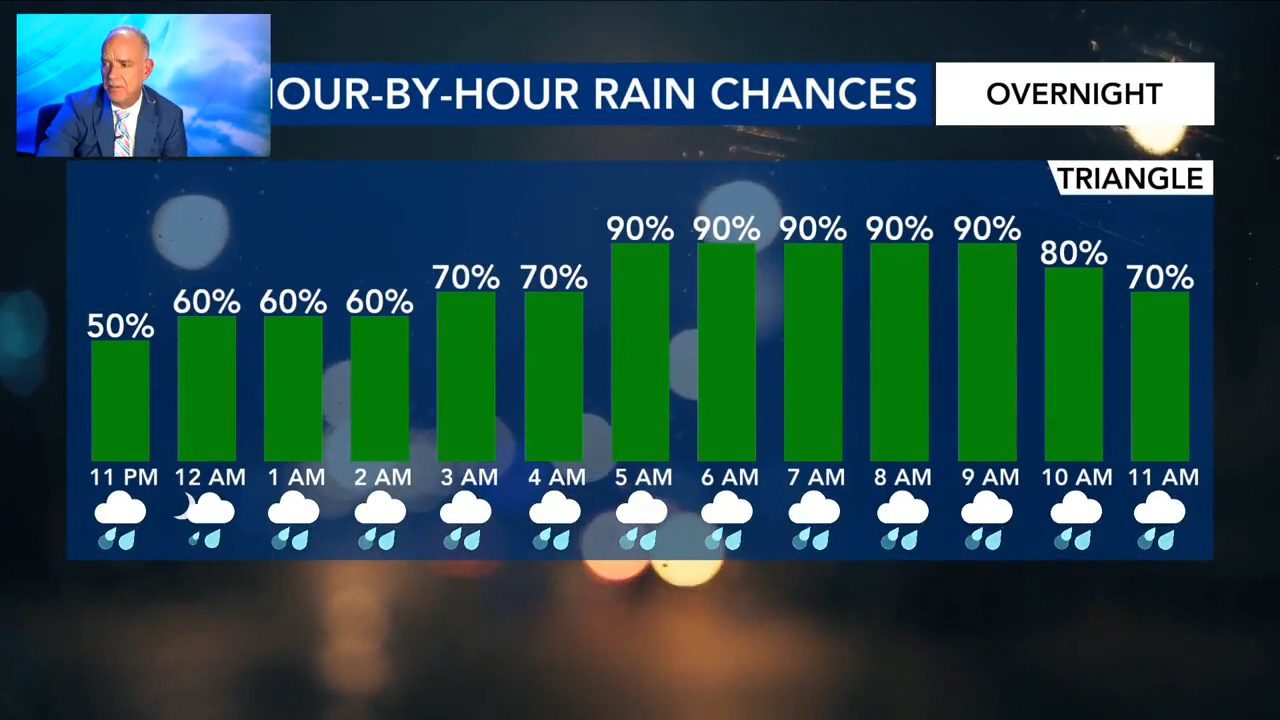 HOUR-BY-HOUR RAIN CHANCES
OVERNIGHT
TRIANGLE
50% 60% 60% 60% 70% 70% 90% 90% 90% 90% 90% 80% 70%
11 PM 12 AM 1 AM 2 AM 3 AM 4 AM 5 AM 6 AM 7 AM 8 AM 9 AM 10 AM 11 AM